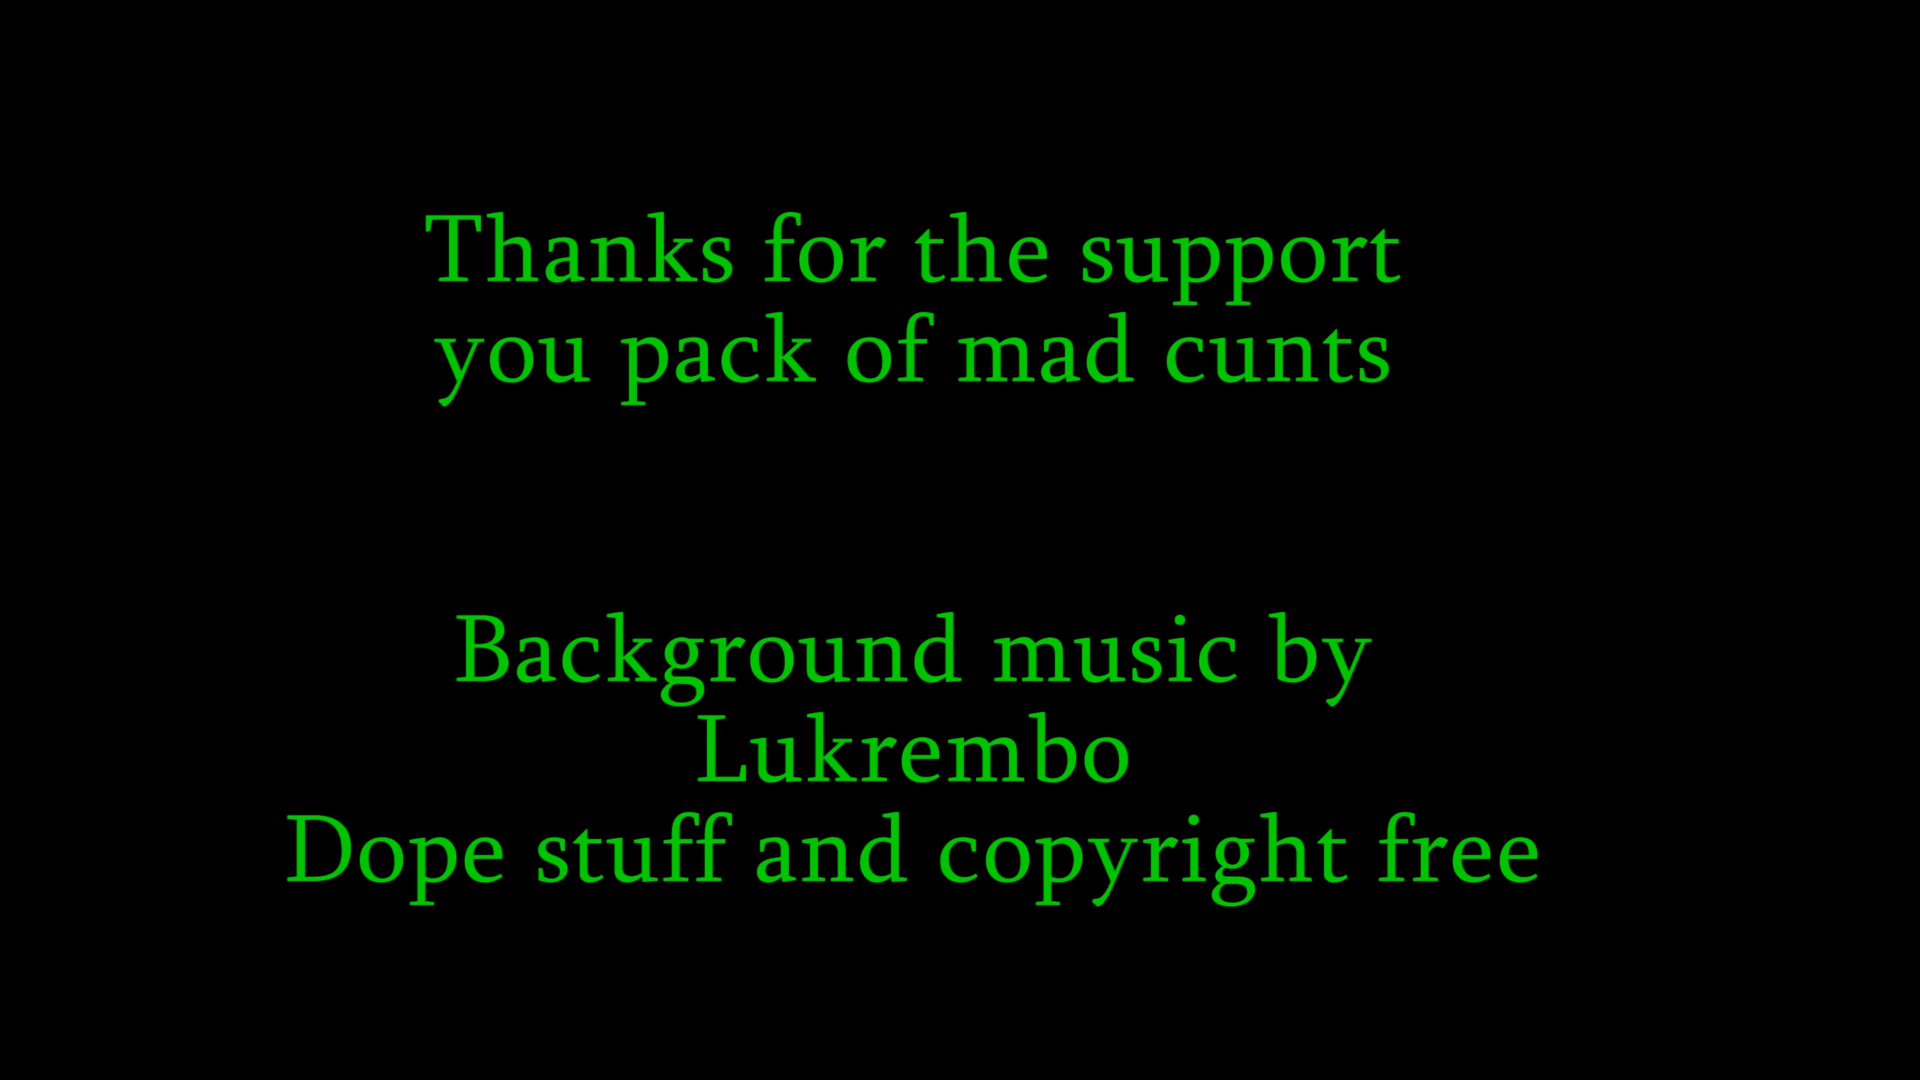 Thanks for the support
you pack of mad cunts
Background music by
Lukrembo
Dope stuff and copyright free